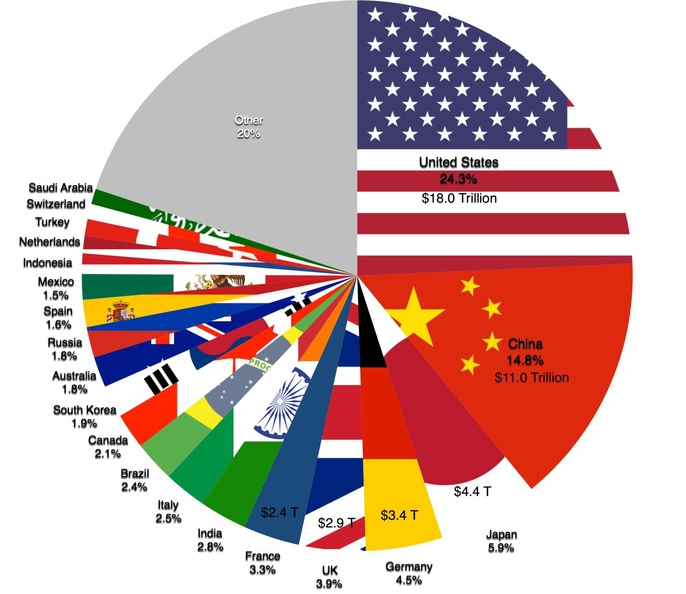 United States
24.3%
$18.0 Trillion
China
14.8%
$11.0 Trillion
$4.4 T
Japan
5.9%
$3.4 T
Germany
4.5%
$2.9 T
UK
3.9%
$2.4 T
France
3.3%
India
2.8%
Italy
2.5%
Brazil
2.4%
Canada
2.1%
South Korea
1.9%
Australia
1.8%
Russia
1.8%
Spain
1.6%
Mexico
1.5%
Indonesia
Netherlands
Turkey
Switzerland
Saudi Arabia
Other
20%